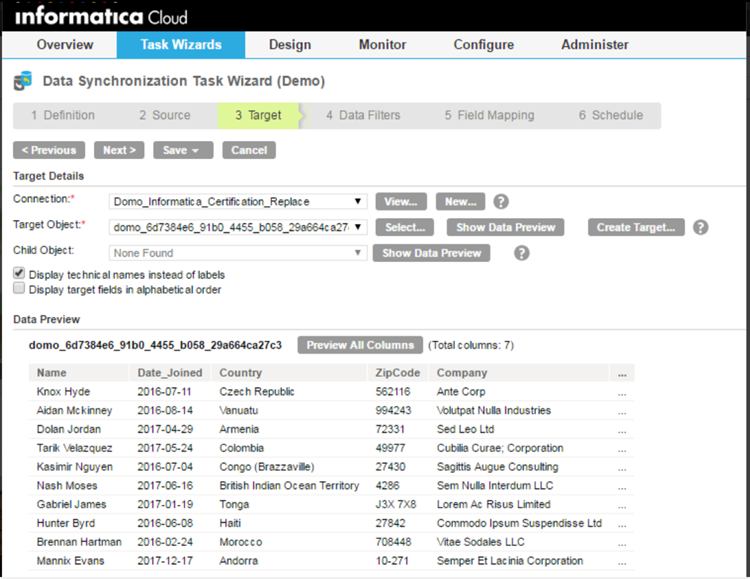 informatica Cloud
Overview Task Wizards Design Monitor Configure Administer
Data Synchronization Task Wizard (Demo)
1 Definition 2 Source 3 Target 4 Data Filters 5 Field Mapping 6 Schedule
< Previous Next > Save Cancel
Target Details
Connection:* Domo_Informatica_Certification_Replace View... New... ?
Target Object:* domo_6d7384e6_91b0_4455_b058_29a664ca27 Select... Show Data Preview Create Target... ?
Child Object: None Found Show Data Preview ?
Display technical names instead of labels
Display target fields in alphabetical order
Data Preview
domo_6d7384e6_91b0_4455_b058_29a664ca27c3 Preview All Columns (Total columns: 7)
Name Date_Joined Country ZipCode Company ...
Knox Hyde 2016-07-11 Czech Republic 562116 Ante Corp ...
Aidan Mckinney 2016-08-14 Vanuatu 994243 Volutpat Nulla Industries ...
Dolan Jordan 2017-04-29 Armenia 72331 Sed Leo Ltd ...
Tarik Velazquez 2017-05-24 Colombia 49977 Cubilia Curae; Corporation ...
Kasimir Nguyen 2016-07-04 Congo (Brazzaville) 27430 Sagittis Augue Consulting ...
Nash Moses 2017-06-16 British Indian Ocean Territory 4286 Sem Nulla Interdum LLC ...
Gabriel James 2017-01-19 Tonga J3X 7X8 Lorem Ac Risus Limited ...
Hunter Byrd 2016-06-08 Haiti 27842 Commodo Ipsum Suspendisse Ltd ...
Brennan Hartman 2016-02-24 Morocco 708448 Vitae Sodales LLC ...
Mannix Evans 2017-12-17 Andorra 10-271 Semper Et Lacinia Corporation ...